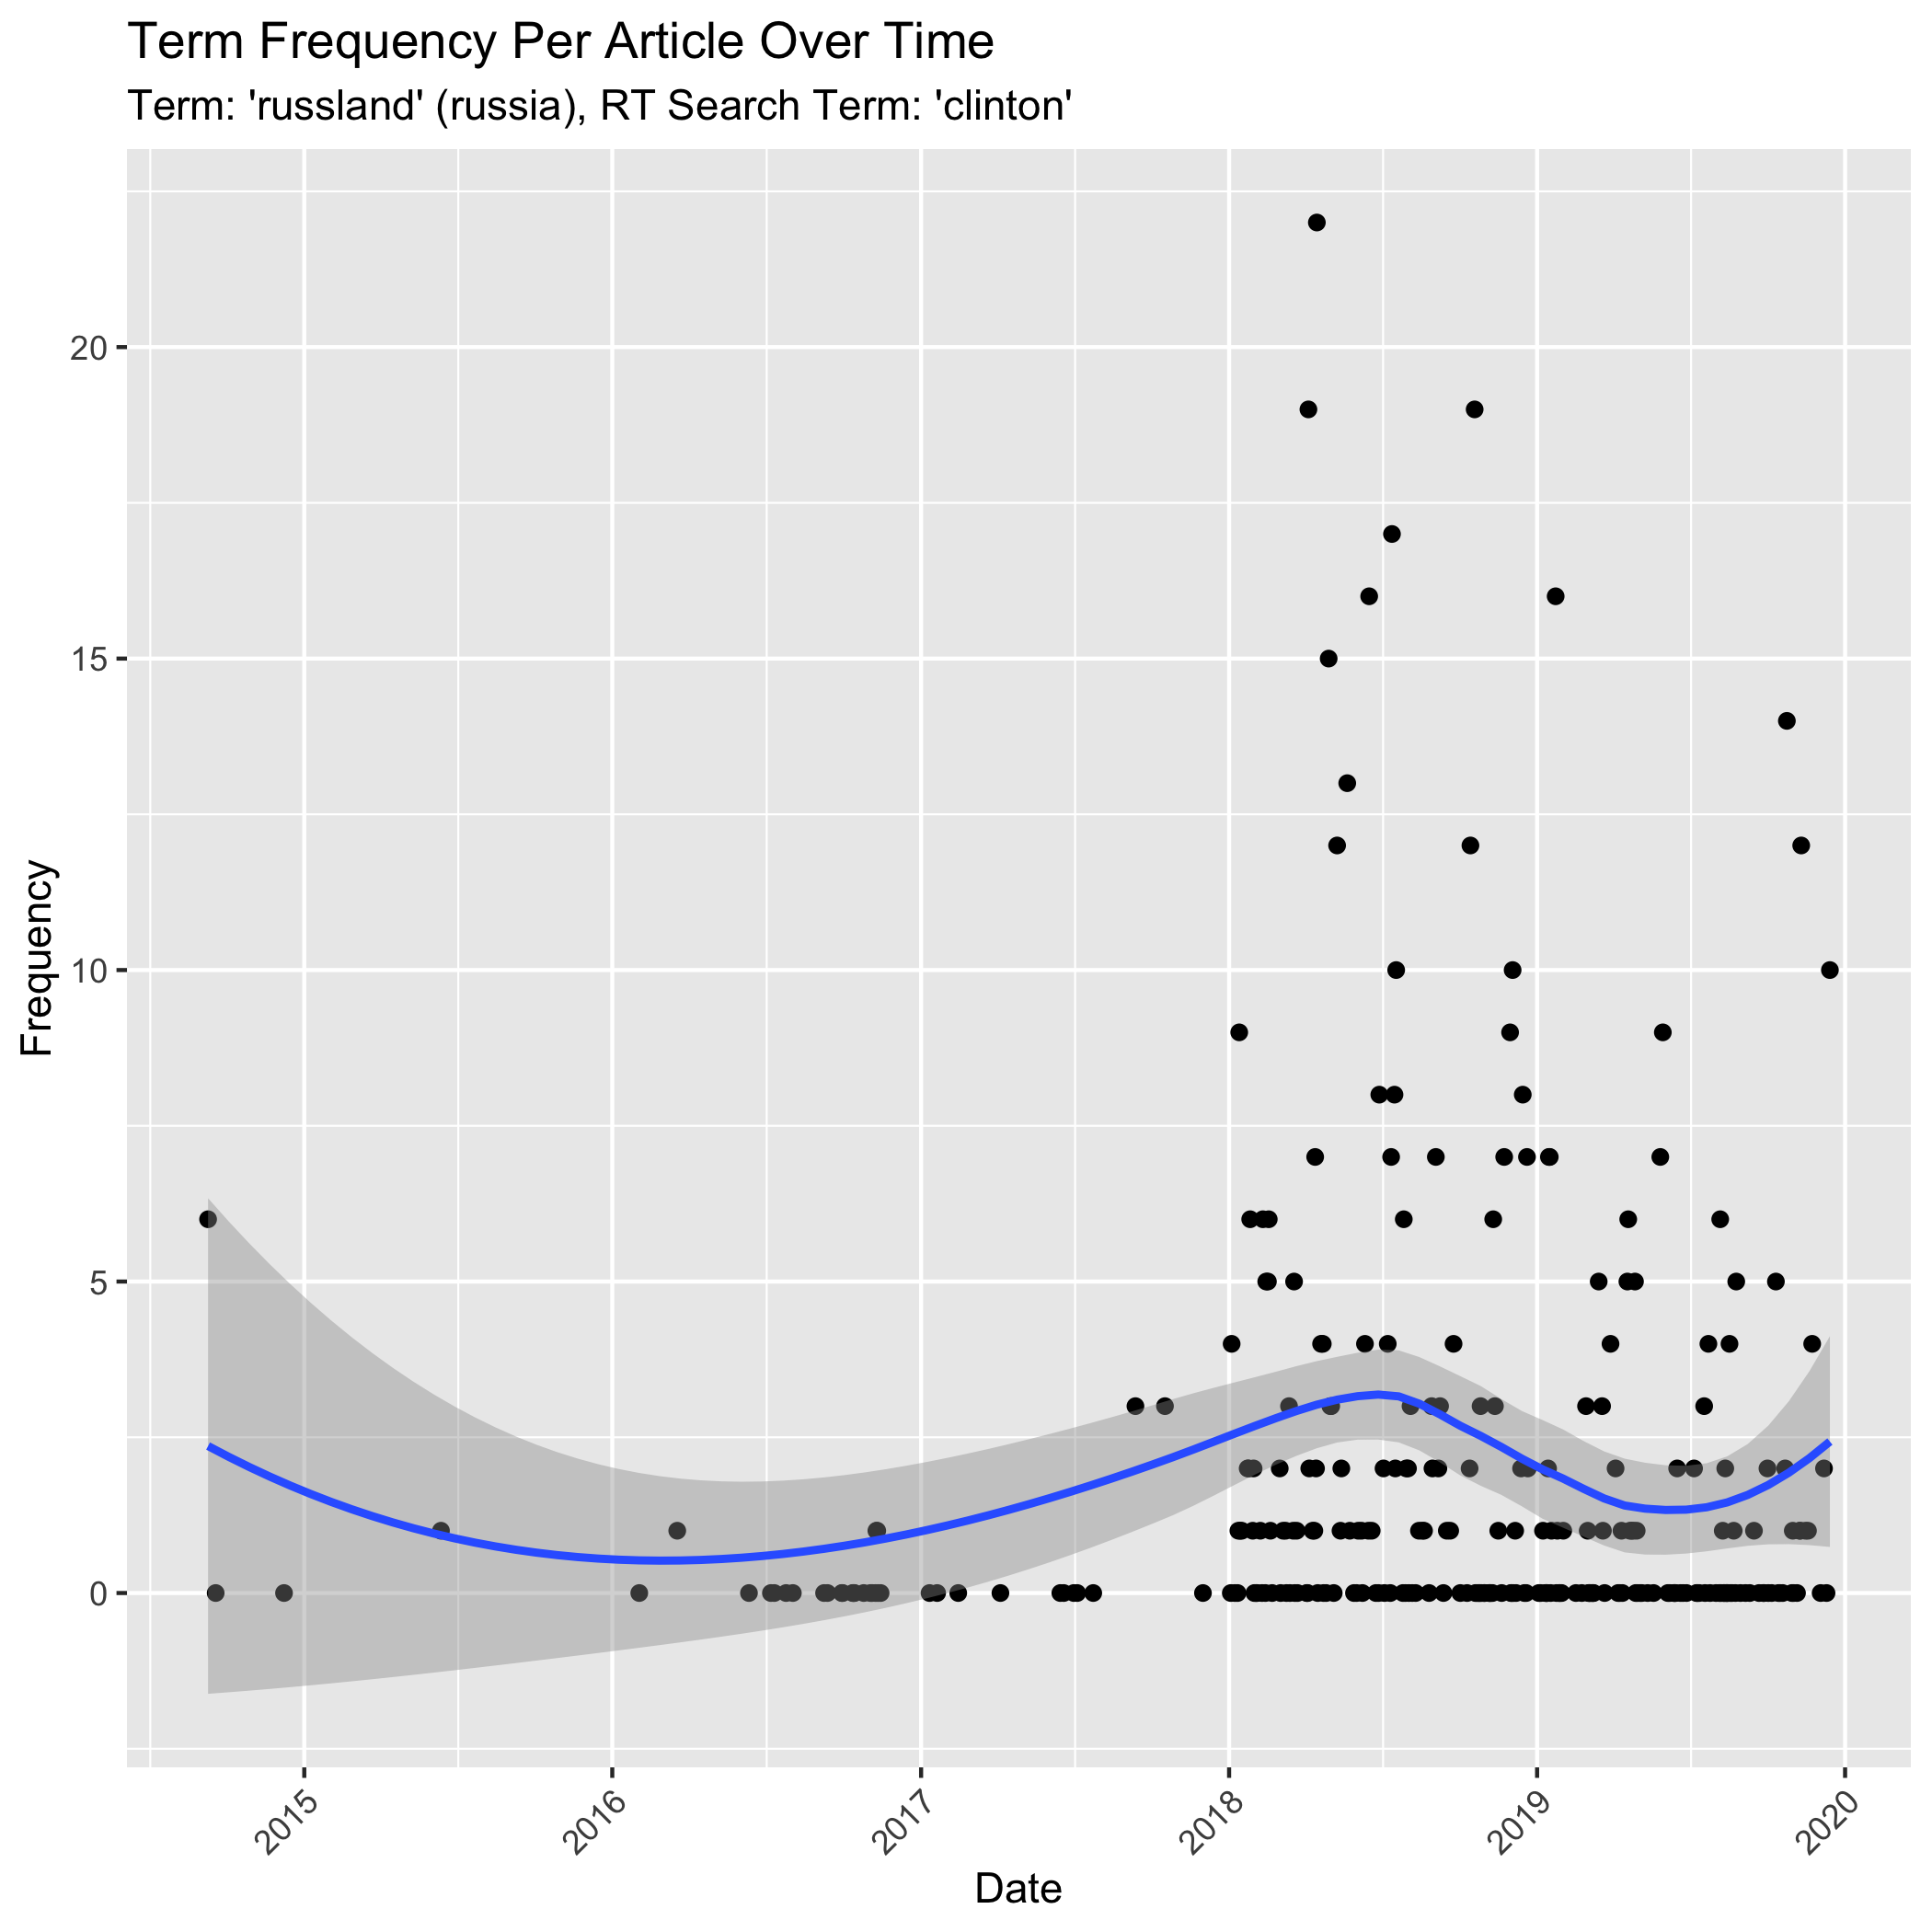 Term Frequency Per Article Over Time
Term: 'russland' (russia), RT Search Term: 'clinton'
Frequency
20
15
10
5
0
2015
2016
2017
2018
2019
2020
Date